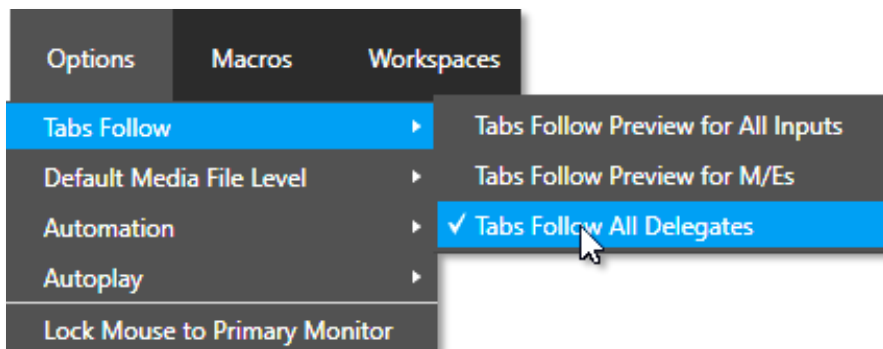 Options Macros Workspaces
Tabs Follow
Tabs Follow Preview for All Inputs
Default Media File Level
Tabs Follow Preview for M/Es
Automation
✓ Tabs Follow All Delegates
Autoplay
Lock Mouse to Primary Monitor